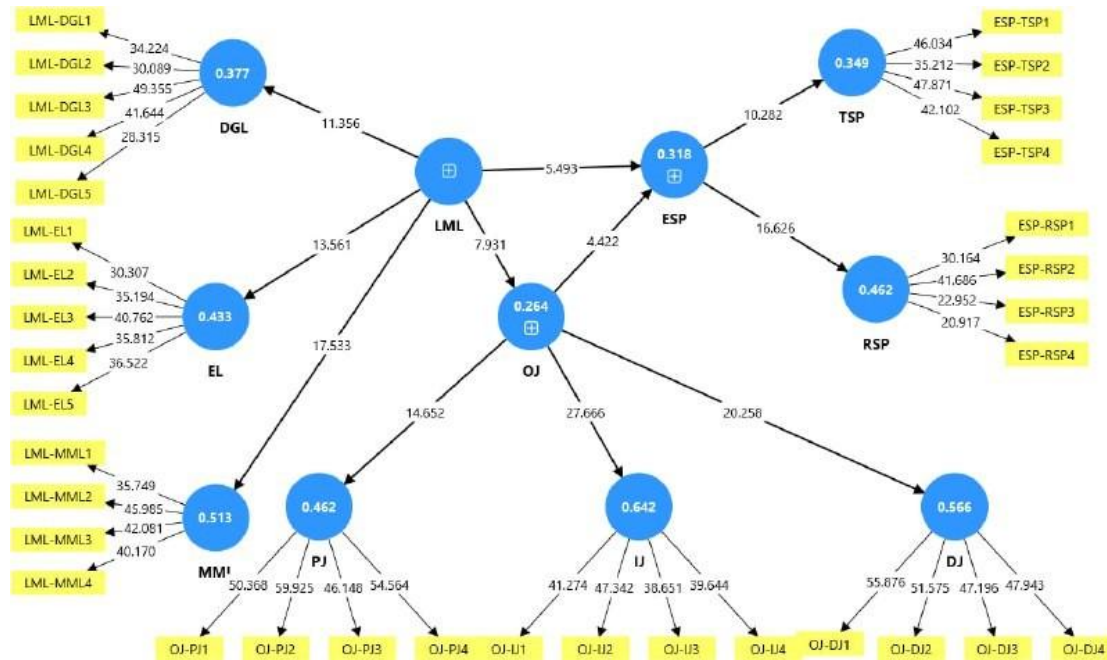 LML-DGL1
LML-DGL2
LML-DGL3
LML-DGL4
LML-DGL5
34.224
30.089
49.355
41.644
28.315
0.377
DGL
11.356
LML
5.493
0.318
ESP
10.282
0.349
TSP
46.034
35.212
47.871
42.102
ESP-TSP1
ESP-TSP2
ESP-TSP3
ESP-TSP4
LML-EL1
LML-EL2
LML-EL3
LML-EL4
LML-EL5
30.307
35.194
40.762
35.812
36.522
0.433
EL
13.561
7.931
4.422
16.626
0.462
RSP
30.164
41.686
22.952
20.917
ESP-RSP1
ESP-RSP2
ESP-RSP3
ESP-RSP4
0.264
OJ
17.533
14.652
27.666
20.258
LML-MML1
LML-MML2
LML-MML3
LML-MML4
35.749
45.985
42.081
40.170
0.513
MML
0.462
PJ
0.642
IJ
0.566
DJ
50.368
59.925
46.148
54.564
41.274
47.342
38.651
39.644
55.876
51.575
47.196
47.943
OJ-PJ1
OJ-PJ2
OJ-PJ3
OJ-PJ4
OJ-IJ1
OJ-IJ2
OJ-IJ3
OJ-IJ4
OJ-DJ1
OJ-DJ2
OJ-DJ3
OJ-DJ4